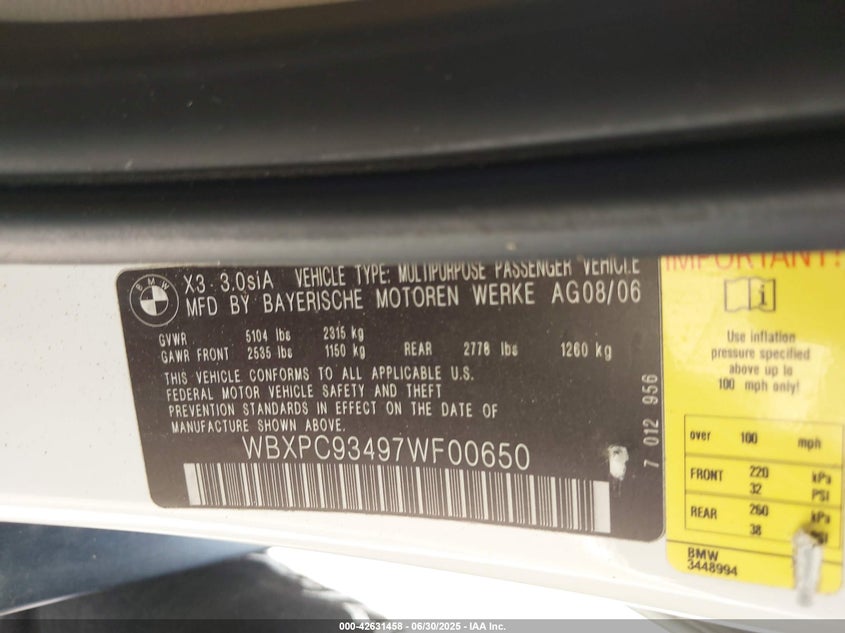 BMW
X3 3.0siA VEHICLE TYPE: MULTIPURPOSE PASSENGER VEHICLE
MFD BY BAYERISCHE MOTOREN WERKE AG08/06
GVWR 5104 lbs 2315 kg
GAWR FRONT 2535 lbs 1150 kg REAR 2778 lbs 1260 kg
THIS VEHICLE CONFORMS TO ALL APPLICABLE U.S.
FEDERAL MOTOR VEHICLE SAFETY AND THEFT
PREVENTION STANDARDS IN EFFECT ON THE DATE OF
MANUFACTURE SHOWN ABOVE.
WBXPC93497WF00650
7 012 956
IMPORTANT!
Use inflation
pressure specified
above up to
100 mph only!
over 100 mph
FRONT 220 kPa
32 PSI
REAR 260 kPa
38 PSI
BMW
3448994
000-42631458 - 06/30/2025 - IAA Inc.